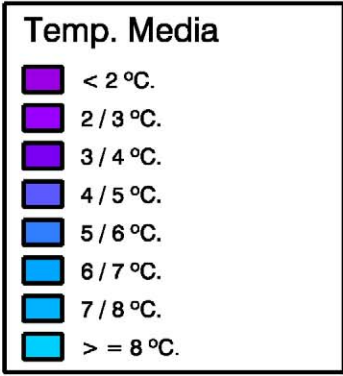 Temp. Media
< 2 ºC.
2 / 3 ºC.
3 / 4 ºC.
4 / 5 ºC.
5 / 6 ºC.
6 / 7 ºC.
7 / 8 ºC.
> = 8 ºC.